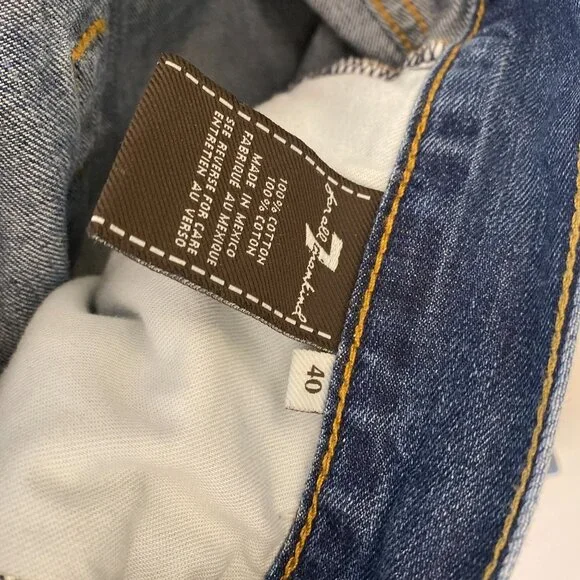 for all
7
mankind
100% COTTON
100% COTON
MADE IN MEXICO
FABRIQUE AU MEXIQUE
SEE REVERSE FOR CARE
ENTRETIEN AU VERSO
40